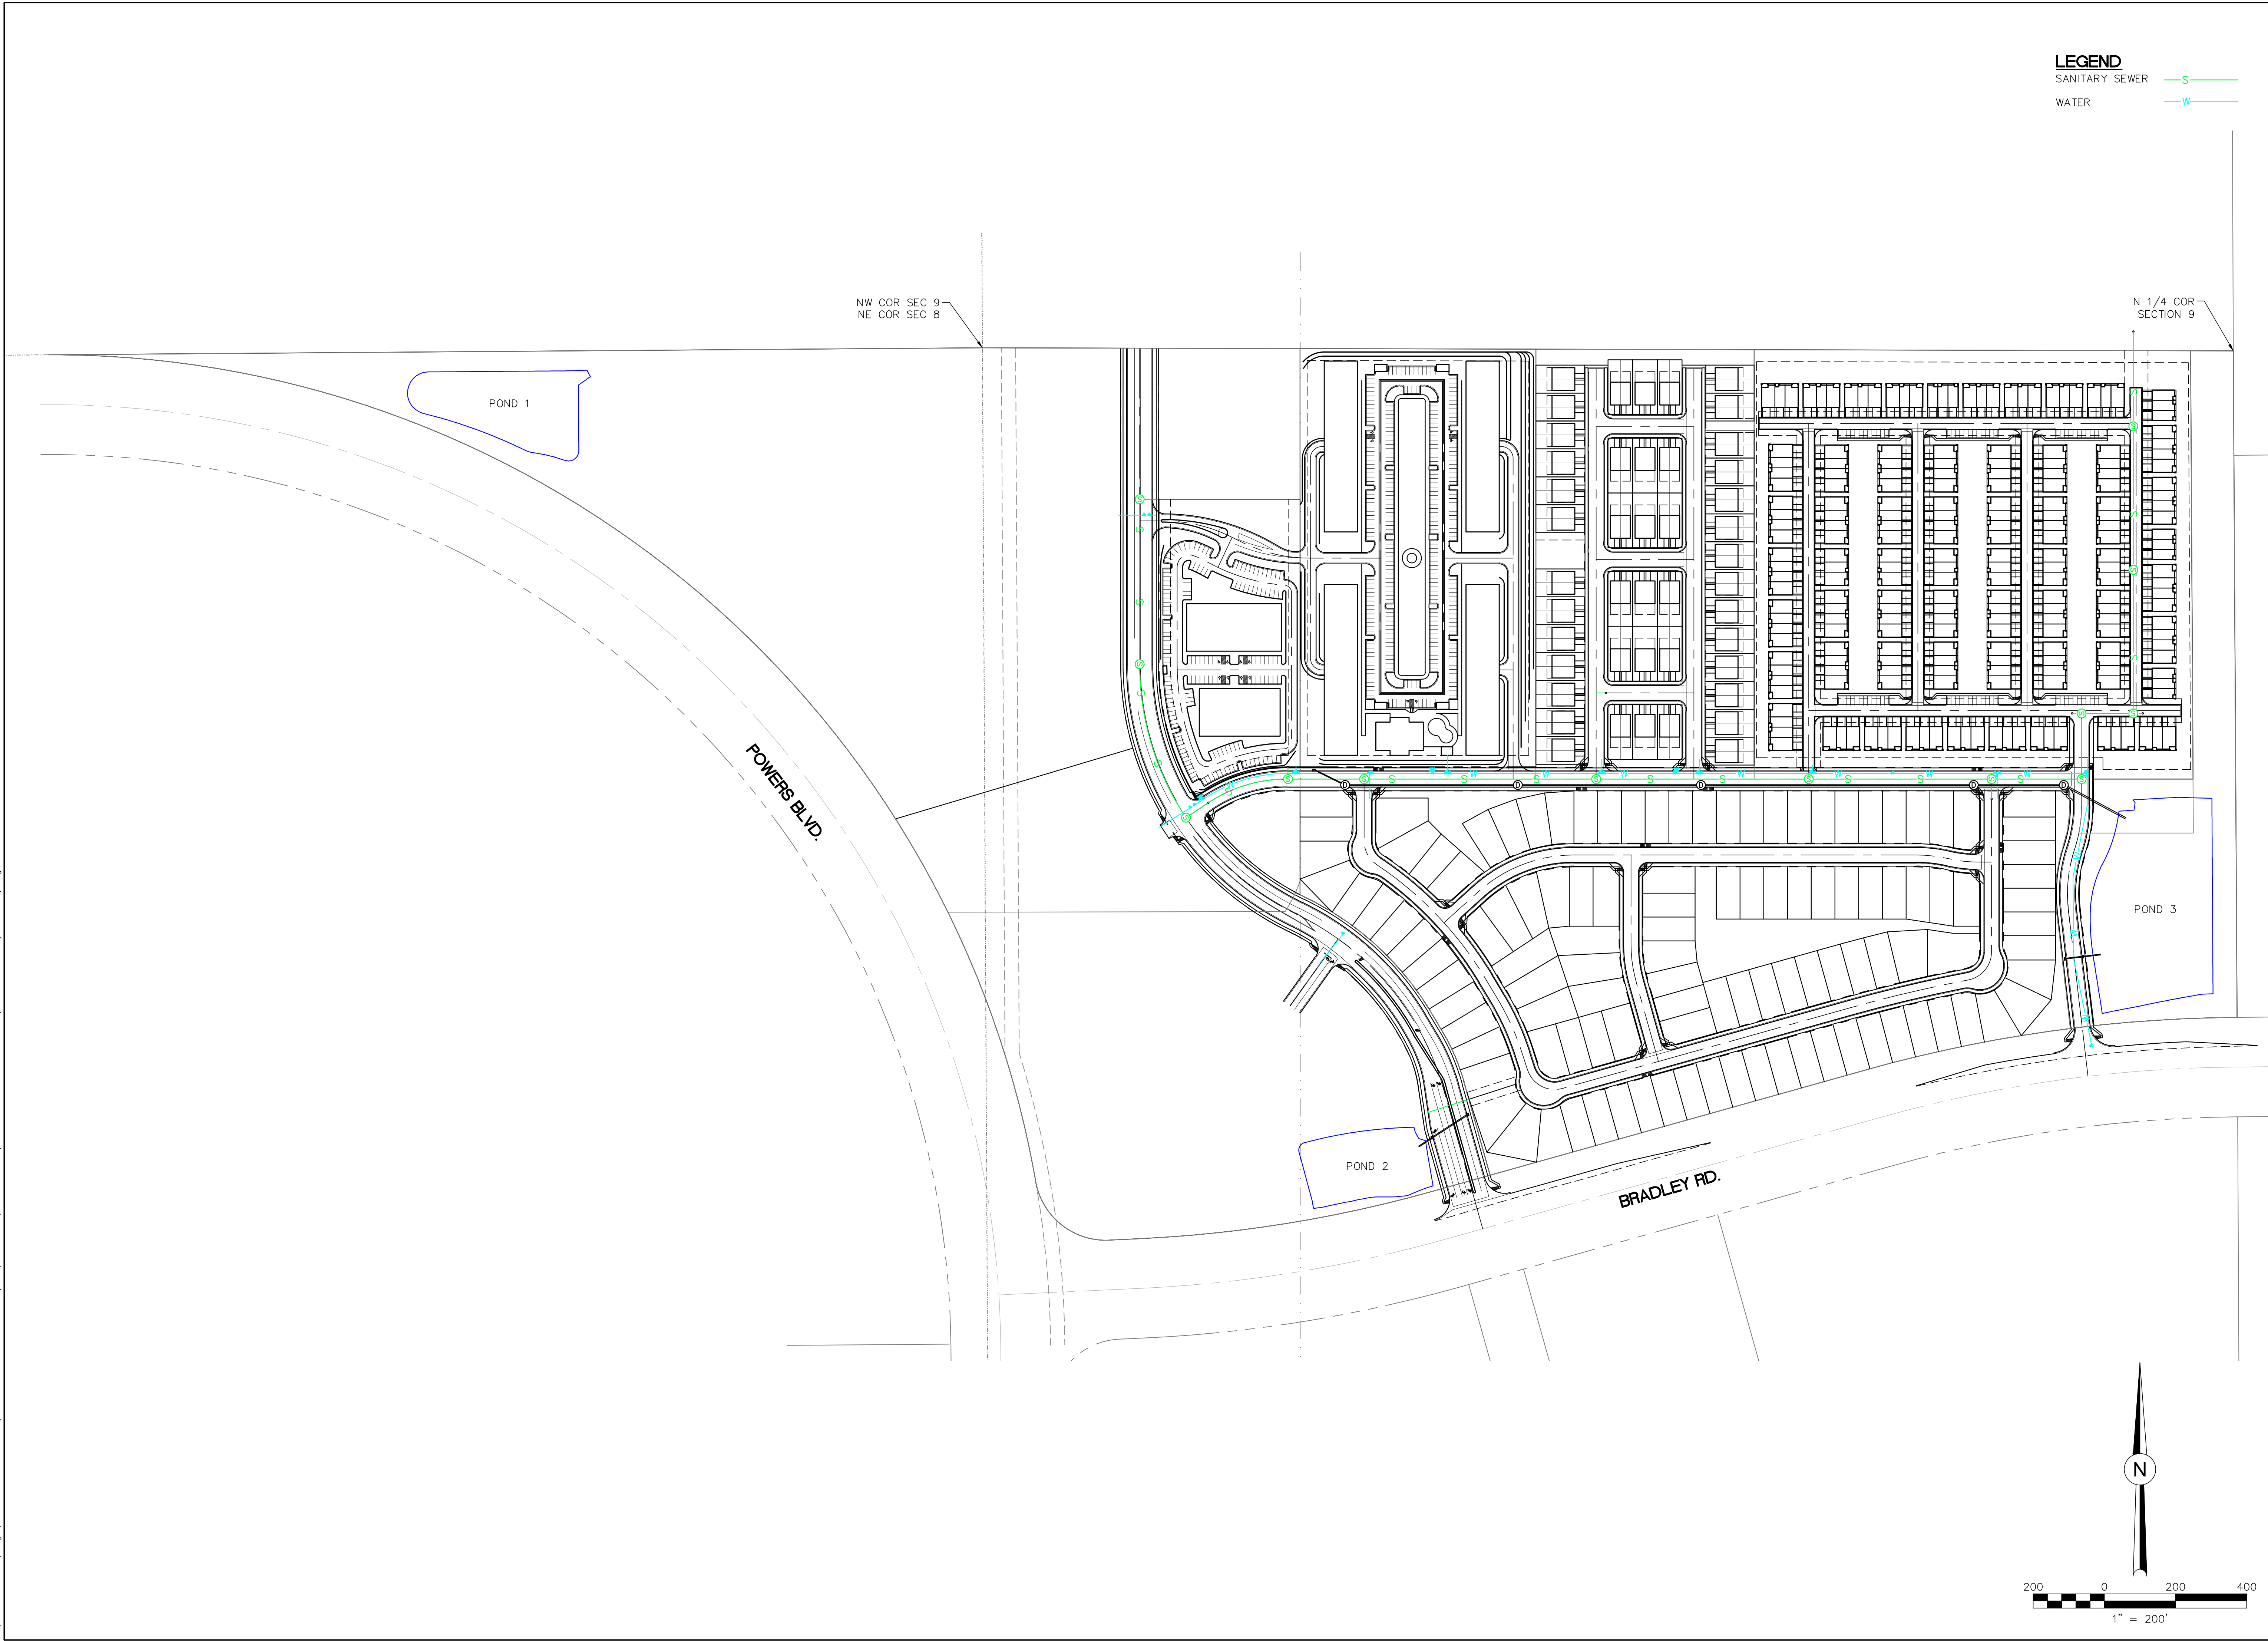 LEGEND
SANITARY SEWER S
WATER W
NW COR SEC 9
NE COR SEC 8
N 1/4 COR
SECTION 9
POND 1
POWERS BLVD.
POND 3
POND 2
BRADLEY RD.
N
200 0 200 400
1" = 200'